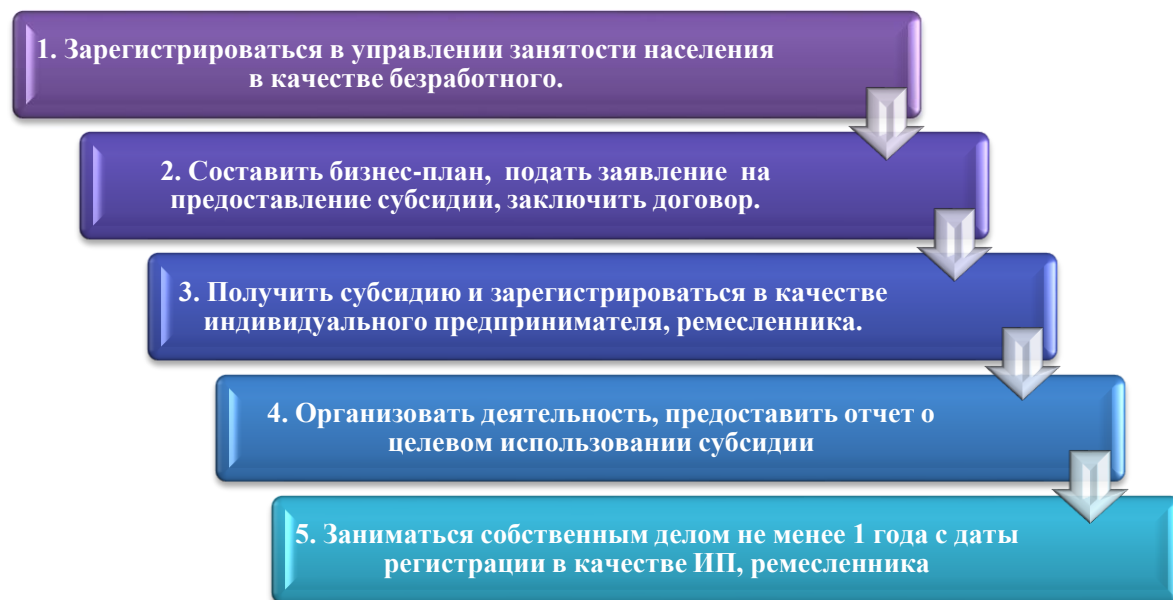 1. Зарегистрироваться в управлении занятости населения
в качестве безработного.
2. Составить бизнес-план, подать заявление на
предоставление субсидии, заключить договор.
3. Получить субсидию и зарегистрироваться в качестве
индивидуального предпринимателя, ремесленника.
4. Организовать деятельность, предоставить отчет о
целевом использовании субсидии
5. Заниматься собственным делом не менее 1 года с даты
регистрации в качестве ИП, ремесленника